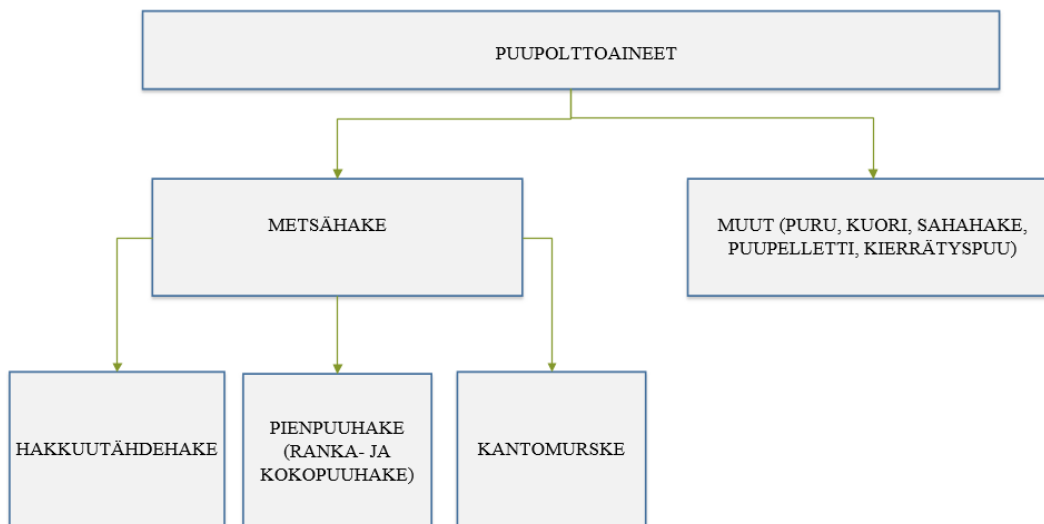 PUUPOLTTOAINEET
METSÄHAKE
MUUT (PURU, KUORI, SAHAHAKE,
PUUPELLETTI, KIERRÄTYSPUU)
HAKKUUTÄHDEHAKE
PIENPUUHAKE
(RANKA- JA
KOKOPUUHAKE)
KANTOMURSKE